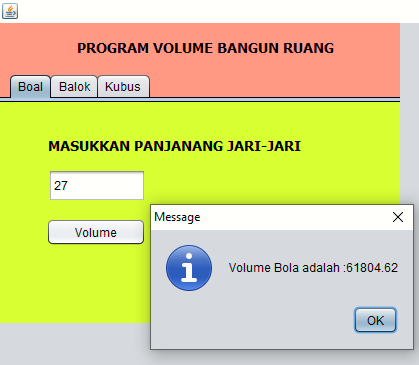 PROGRAM VOLUME BANGUN RUANG
Boal Balok Kubus
MASUKKAN PANJANANG JARI-JARI
27
Volume
Message
Volume Bola adalah :61804.62
OK